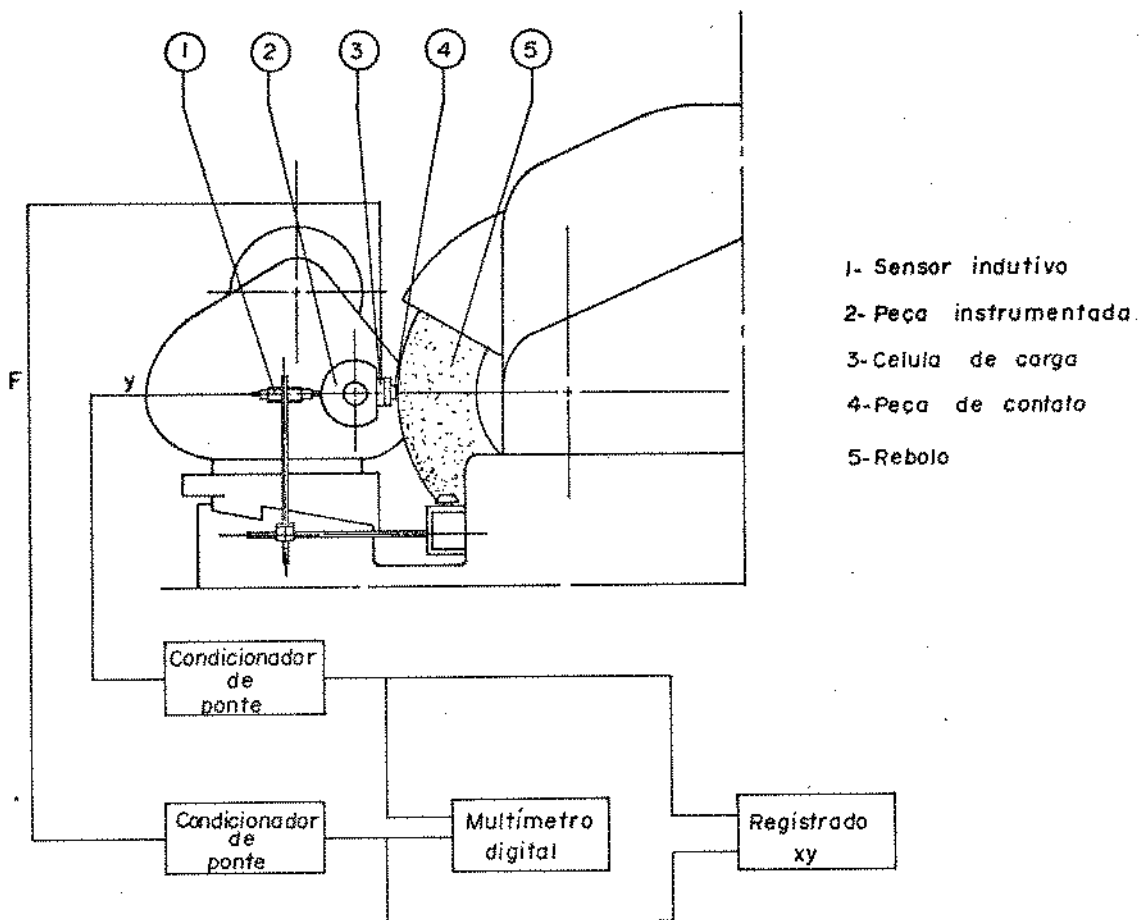 1 2 3 4 5
1- Sensor indutivo
2- Peça instrumentada
3- Celula de carga
4- Peça de contato
5- Rebolo
F
y
Condicionador
de
ponte
Condicionador
de
ponte
Multímetro
digital
Registrado
xy